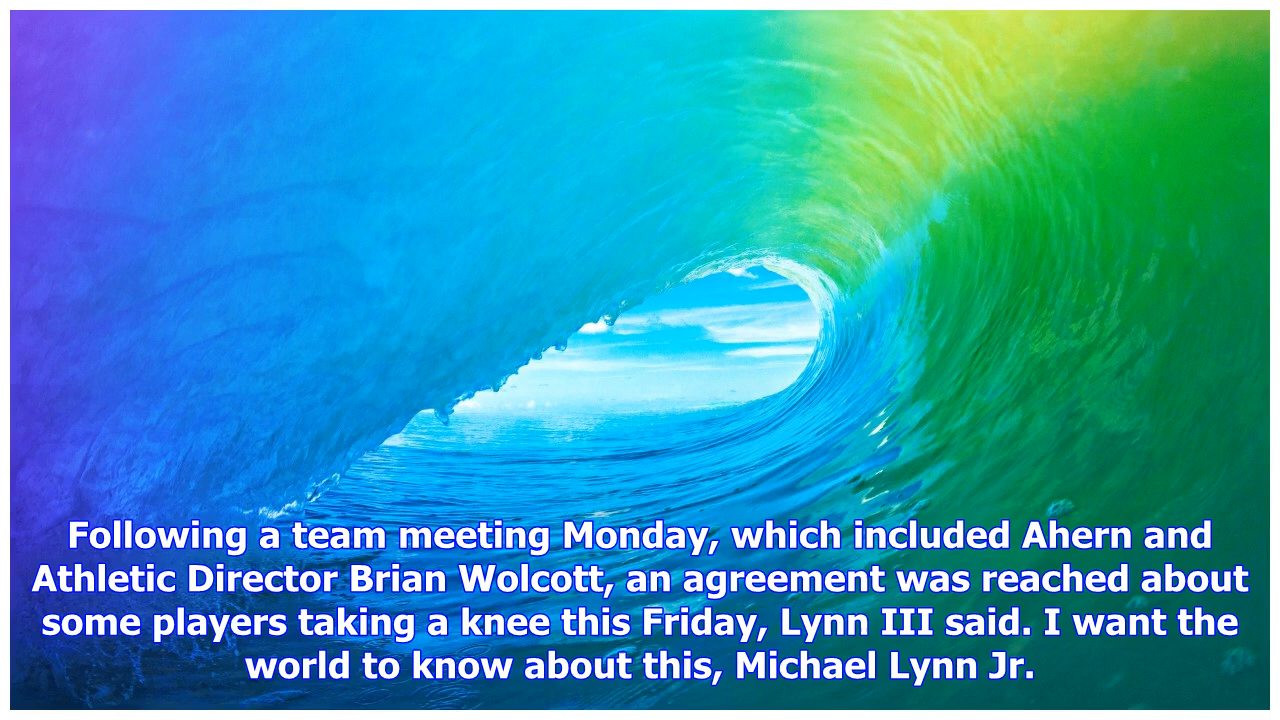 Following a team meeting Monday, which included Ahern and
Athletic Director Brian Wolcott, an agreement was reached about
some players taking a knee this Friday, Lynn III said. I want the
world to know about this, Michael Lynn Jr.